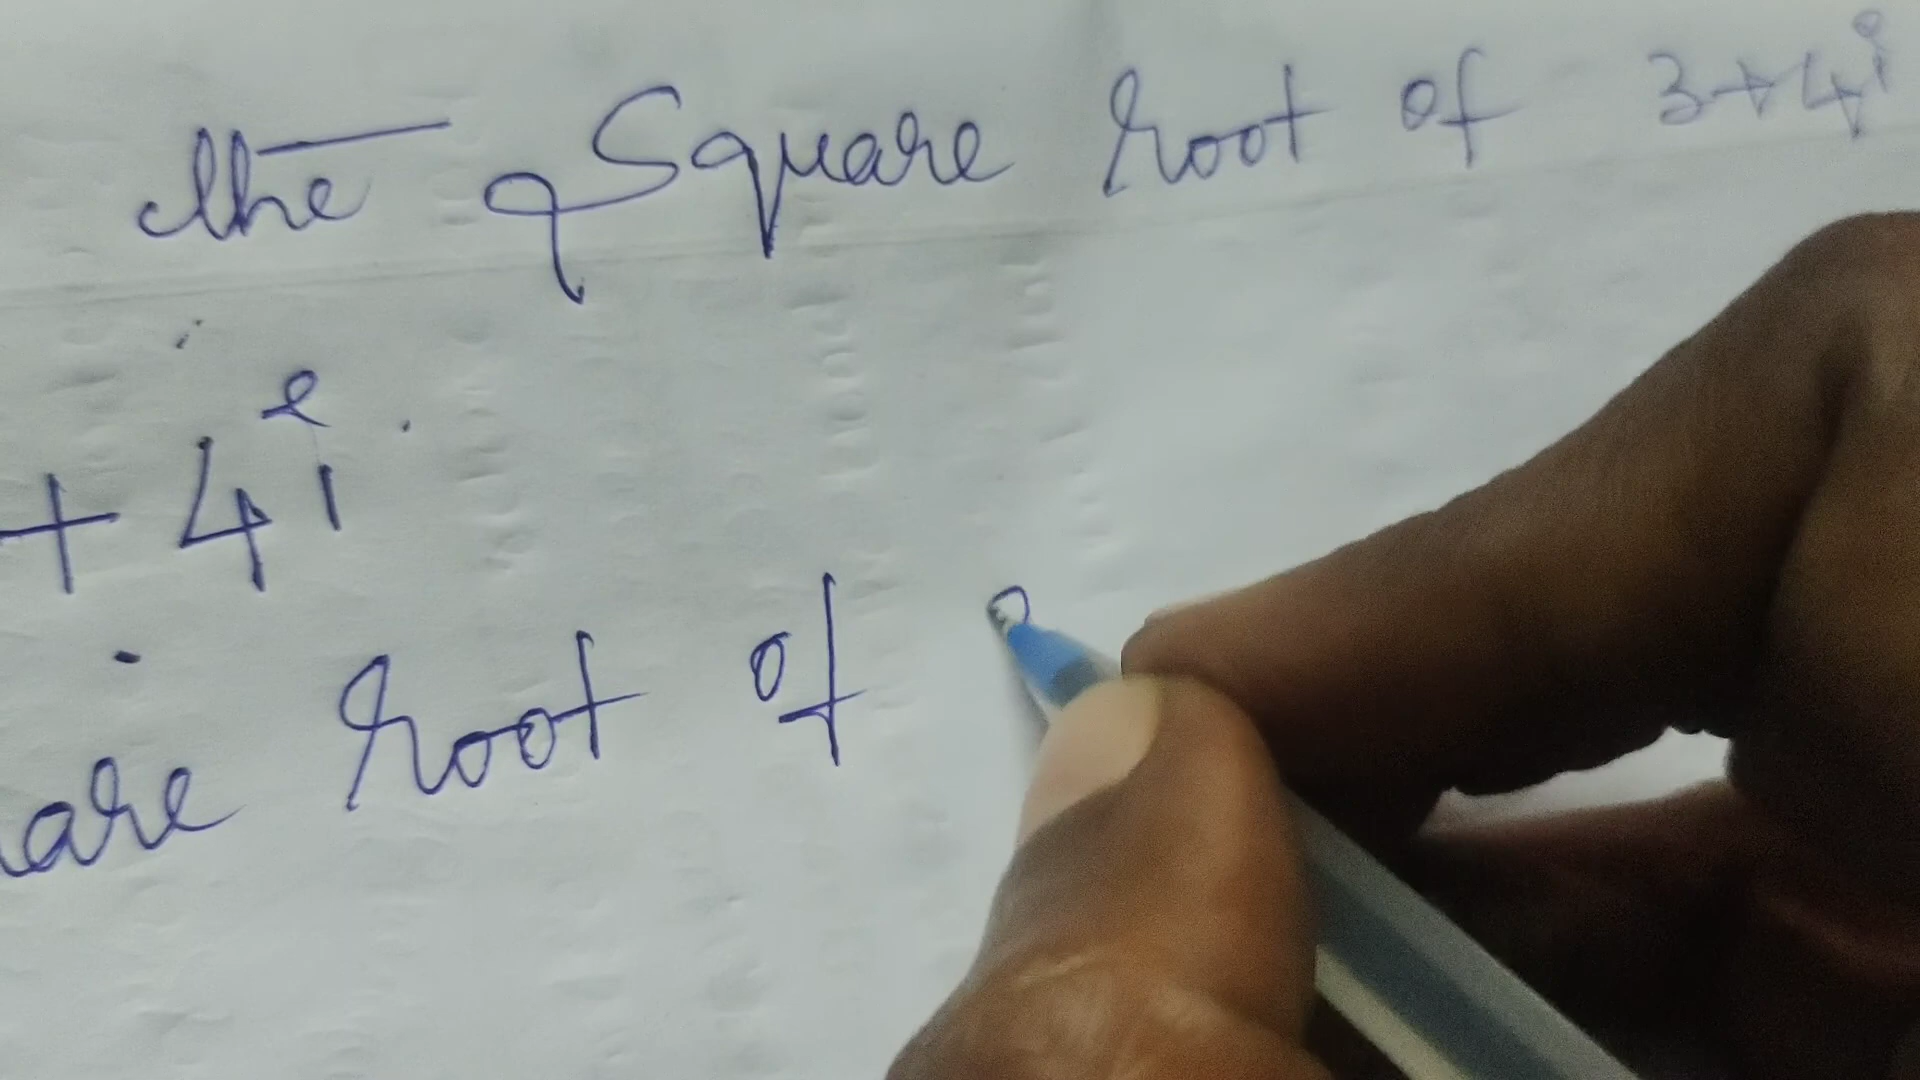 the Square root of 3+4i
+ 4i.
are root of